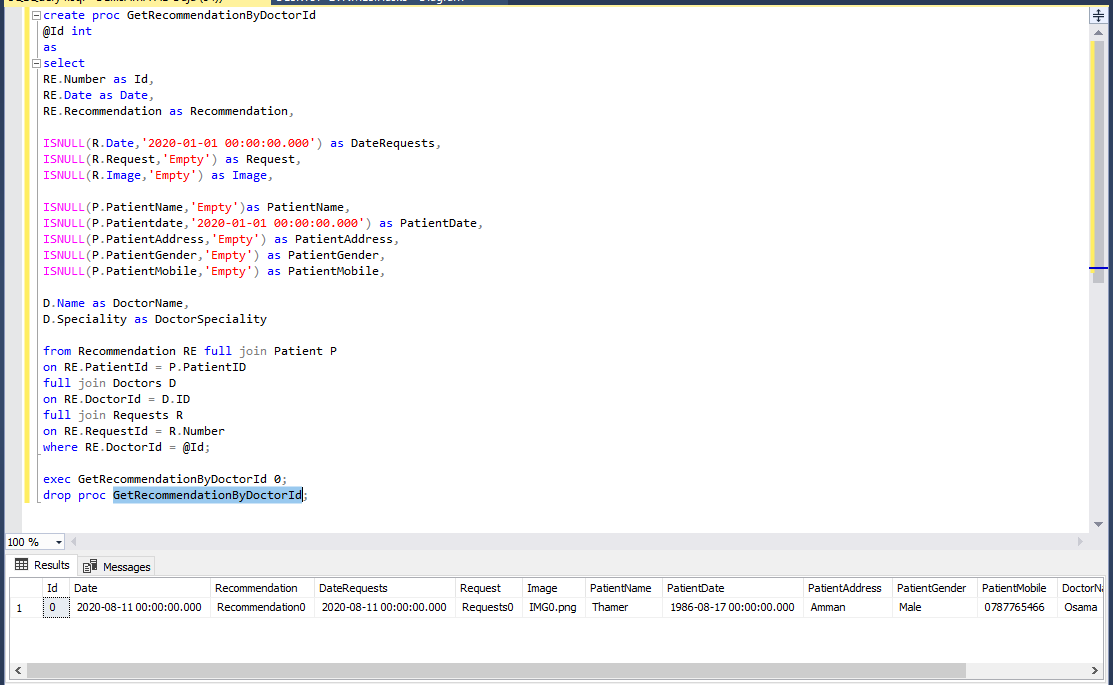 create proc GetRecommendationByDoctorId
@Id int
as
select
RE.Number as Id,
RE.Date as Date,
RE.Recommendation as Recommendation,
ISNULL(R.Date,'2020-01-01 00:00:00.000') as DateRequests,
ISNULL(R.Request,'Empty') as Request,
ISNULL(R.Image,'Empty') as Image,
ISNULL(P.PatientName,'Empty')as PatientName,
ISNULL(P.Patientdate,'2020-01-01 00:00:00.000') as PatientDate,
ISNULL(P.PatientAddress,'Empty') as PatientAddress,
ISNULL(P.PatientGender,'Empty') as PatientGender,
ISNULL(P.PatientMobile,'Empty') as PatientMobile,
D.Name as DoctorName,
D.Speciality as DoctorSpeciality
from Recommendation RE full join Patient P
on RE.PatientId = P.PatientID
full join Doctors D
on RE.DoctorId = D.ID
full join Requests R
on RE.RequestId = R.Number
where RE.DoctorId = @Id;
exec GetRecommendationByDoctorId 0;
drop proc GetRecommendationByDoctorId;
100 %
Results Messages
Id Date Recommendation DateRequests Request Image PatientName PatientDate PatientAddress PatientGender PatientMobile DoctorNa
1 0 2020-08-11 00:00:00.000 Recommendation0 2020-08-11 00:00:00.000 Requests0 IMG0.png Thamer 1986-08-17 00:00:00.000 Amman Male 0787765466 Osama